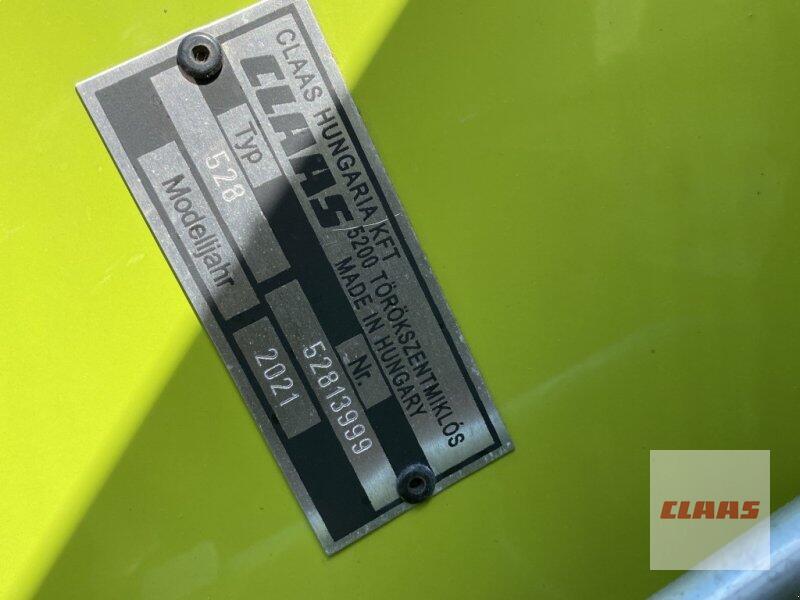 CLAAS HUNGARIA KFT
CLAAS
5200 TÖRÖKSZENTMIKLÓS
MADE IN HUNGARY
Typ
Nr.
528
52813999
Modelljahr
2021
CLAAS